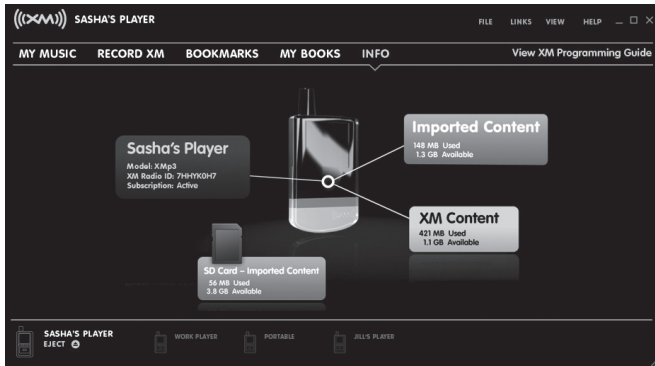 ((XM)) SASHA'S PLAYER
FILE LINKS VIEW HELP
MY MUSIC RECORD XM BOOKMARKS MY BOOKS INFO View XM Programming Guide
Sasha's Player
Model: XMp3
XM Radio ID: 7HHYK0H7
Subscription: Active
Imported Content
148 MB Used
1.3 GB Available
XM Content
421 MB Used
1.1 GB Available
SD Card – Imported Content
56 MB Used
3.8 GB Available
SASHA'S PLAYER
EJECT
WORK PLAYER
PORTABLE
JILL'S PLAYER